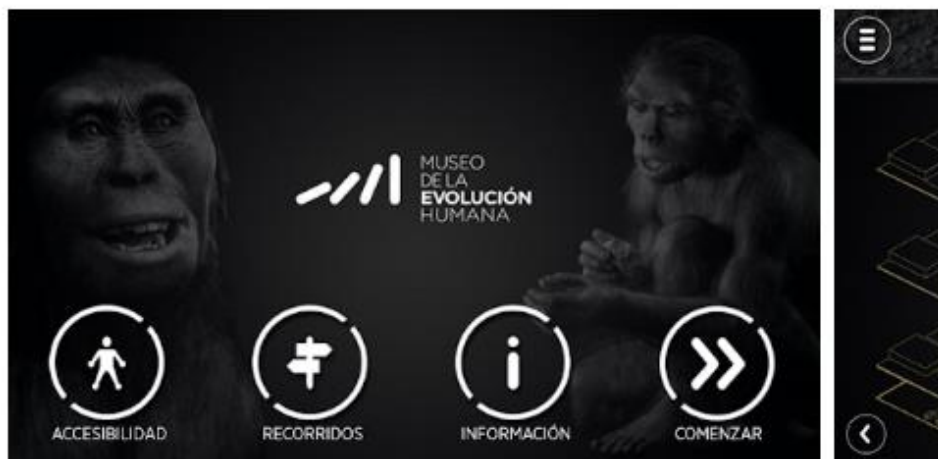 MUSEO
DE LA
EVOLUCIÓN
HUMANA
ACCESIBILIDAD
RECORRIDOS
INFORMACIÓN
COMENZAR